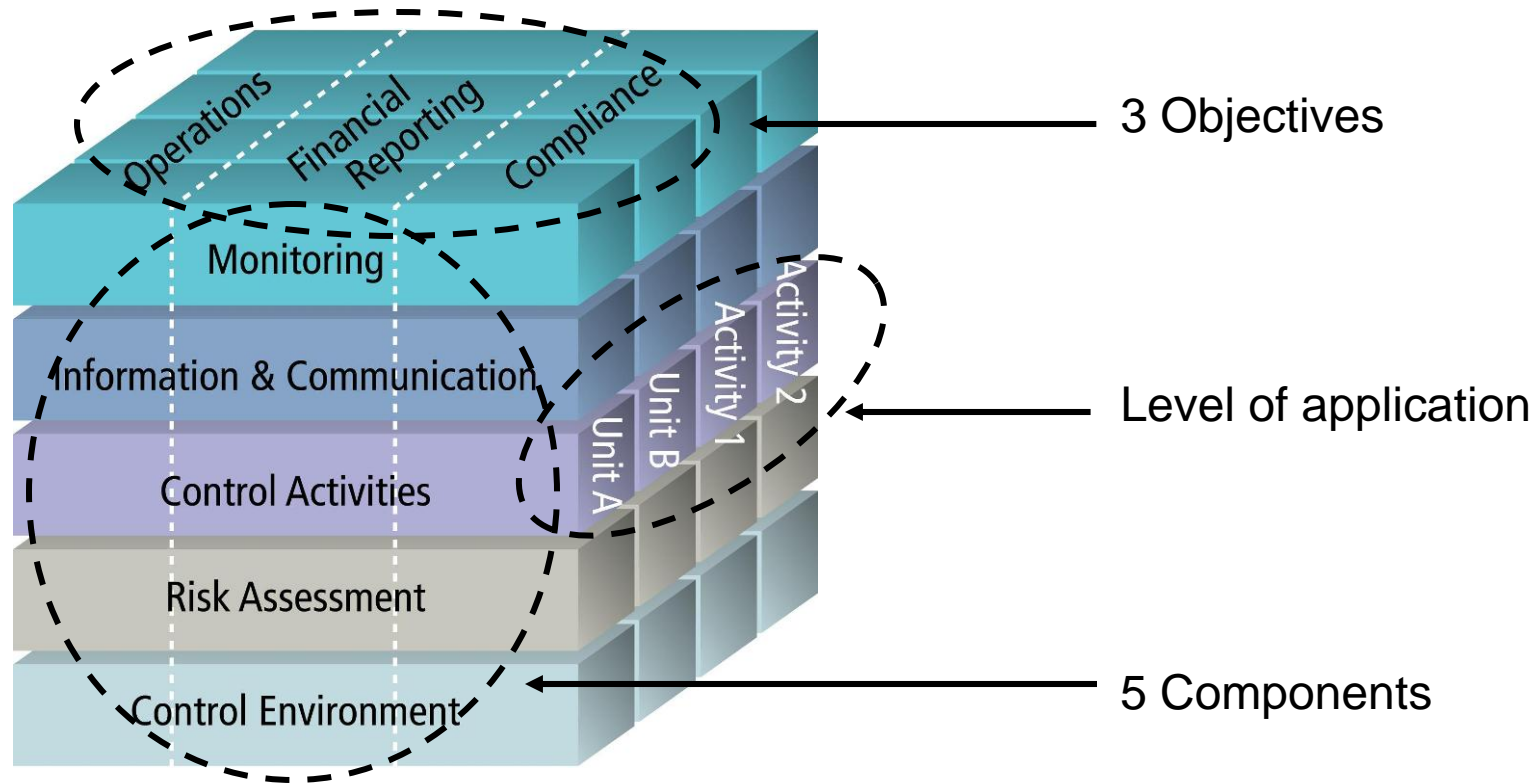 Operations
Financial
Reporting
Compliance
3 Objectives
Monitoring
Information & Communication
Control Activities
Risk Assessment
Control Environment
Unit A
Unit B
Activity 1
Activity 2
Level of application
5 Components